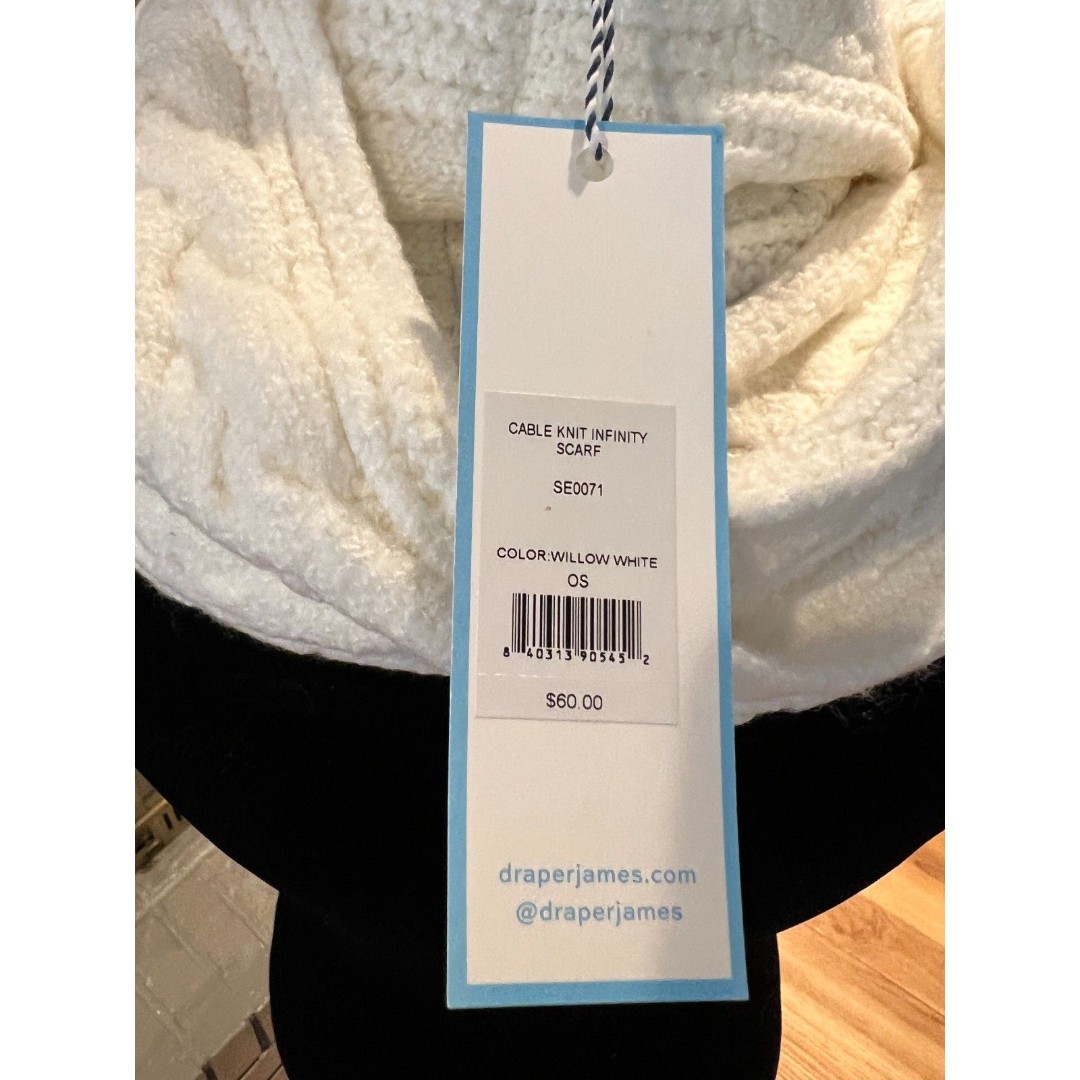 CABLE KNIT INFINITY
SCARF
SE0071
COLOR:WILLOW WHITE
OS
8 40313 90545 2
$60.00
draperjames.com
@draperjames